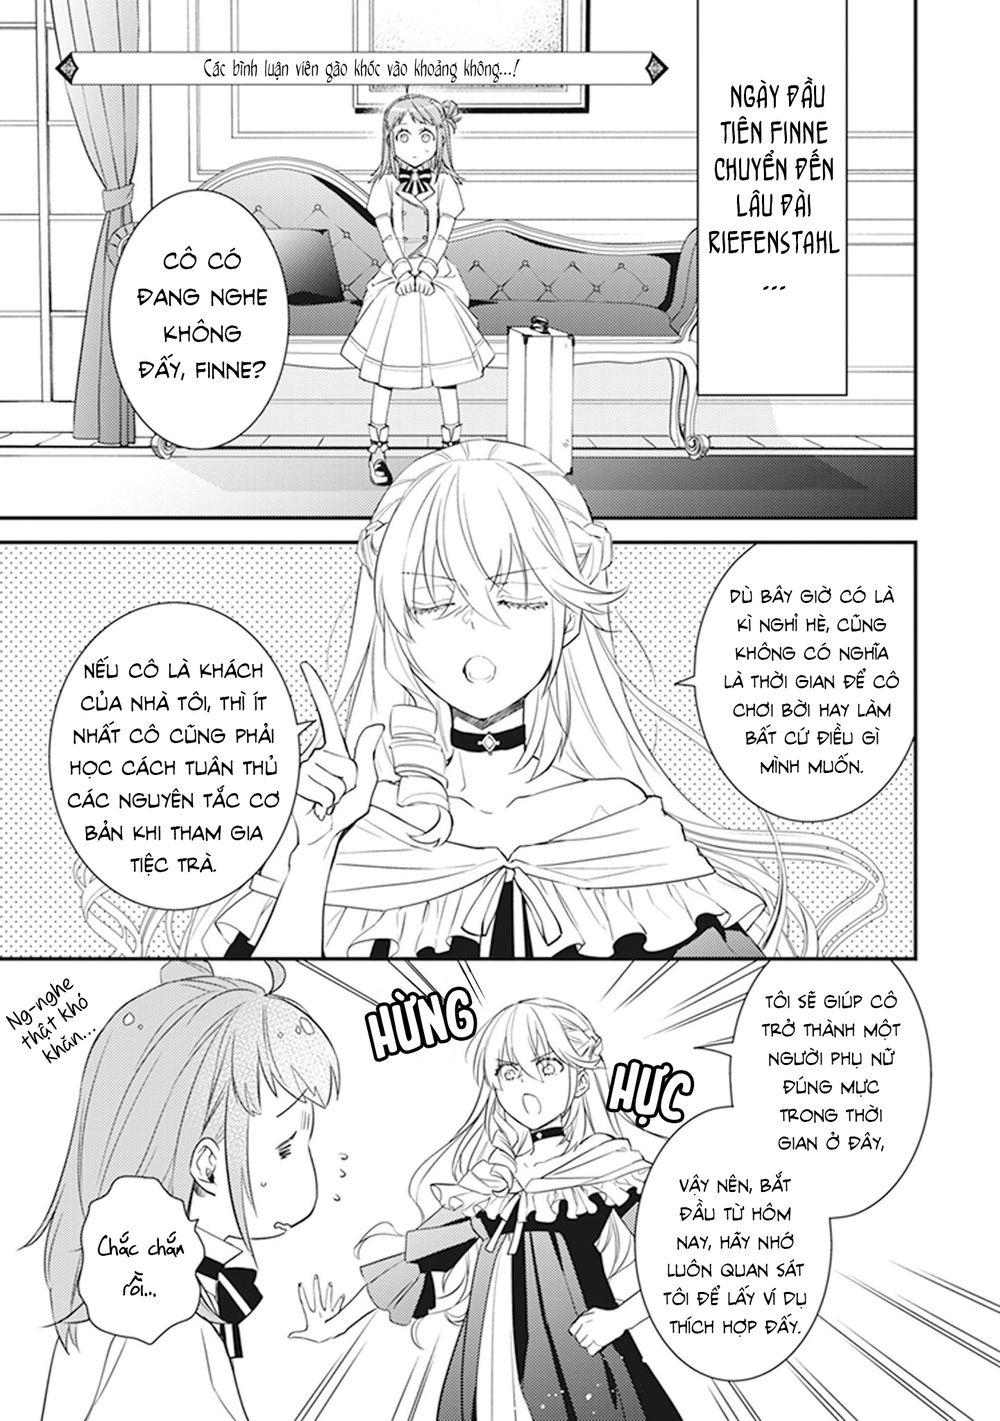 Các bình luận viên gào khóc vào khoảng không...!
NGÀY ĐẦU
TIÊN FINNE
CHUYỂN ĐẾN
LÂU ĐÀI
RIEFENSTAHL
...
CÔ CÓ
ĐANG NGHE
KHÔNG
ĐẤY, FINNE?
DÙ BÂY GIỜ CÓ LÀ
KÌ NGHỈ HÈ, CŨNG
KHÔNG CÓ NGHĨA
LÀ THỜI GIAN ĐỂ CÔ
CHƠI BỜI HAY LÀM
BẤT CỨ ĐIỀU GÌ
MÌNH MUỐN.
NẾU CÔ LÀ KHÁCH
CỦA NHÀ TÔI, THÌ ÍT
NHẤT CÔ CŨNG PHẢI
HỌC CÁCH TUÂN THỦ
CÁC NGUYÊN TẮC CƠ
BẢN KHI THAM GIA
TIỆC TRÀ.
TÔI SẼ GIÚP CÔ
TRỞ THÀNH MỘT
NGƯỜI PHỤ NỮ
ĐÚNG MỰC
TRONG THỜI
GIAN Ở ĐÂY,
VẬY NÊN, BẮT
ĐẦU TỪ HÔM
NAY, HÃY NHỚ
LUÔN QUAN SÁT
TÔI ĐỂ LẤY VÍ DỤ
THÍCH HỢP ĐẤY.
HỪNG
HỰC
Ng-nghe
thật khó
khăn...
Chắc chắn
rồi...